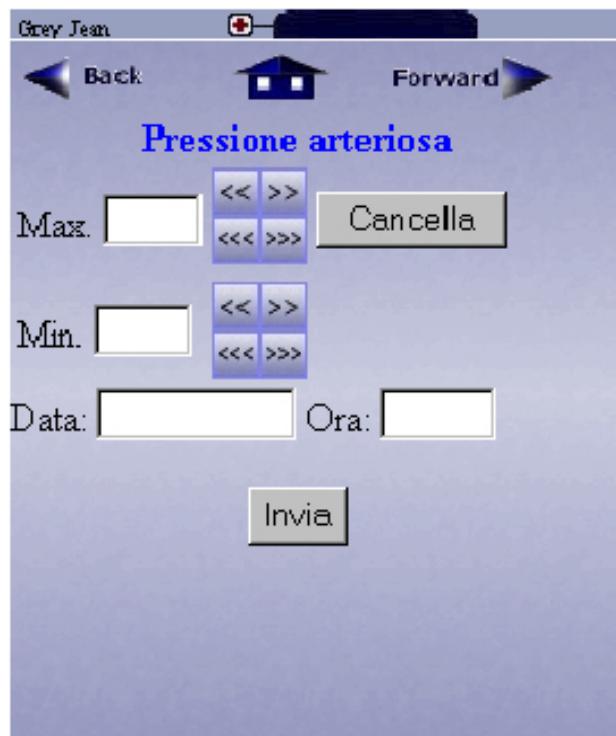 Grey Jean
Back Forward
Pressione arteriosa
<< >>
Max. Cancella
<<< >>>
<< >>
Min.
<<< >>>
Data: Ora:
Invia